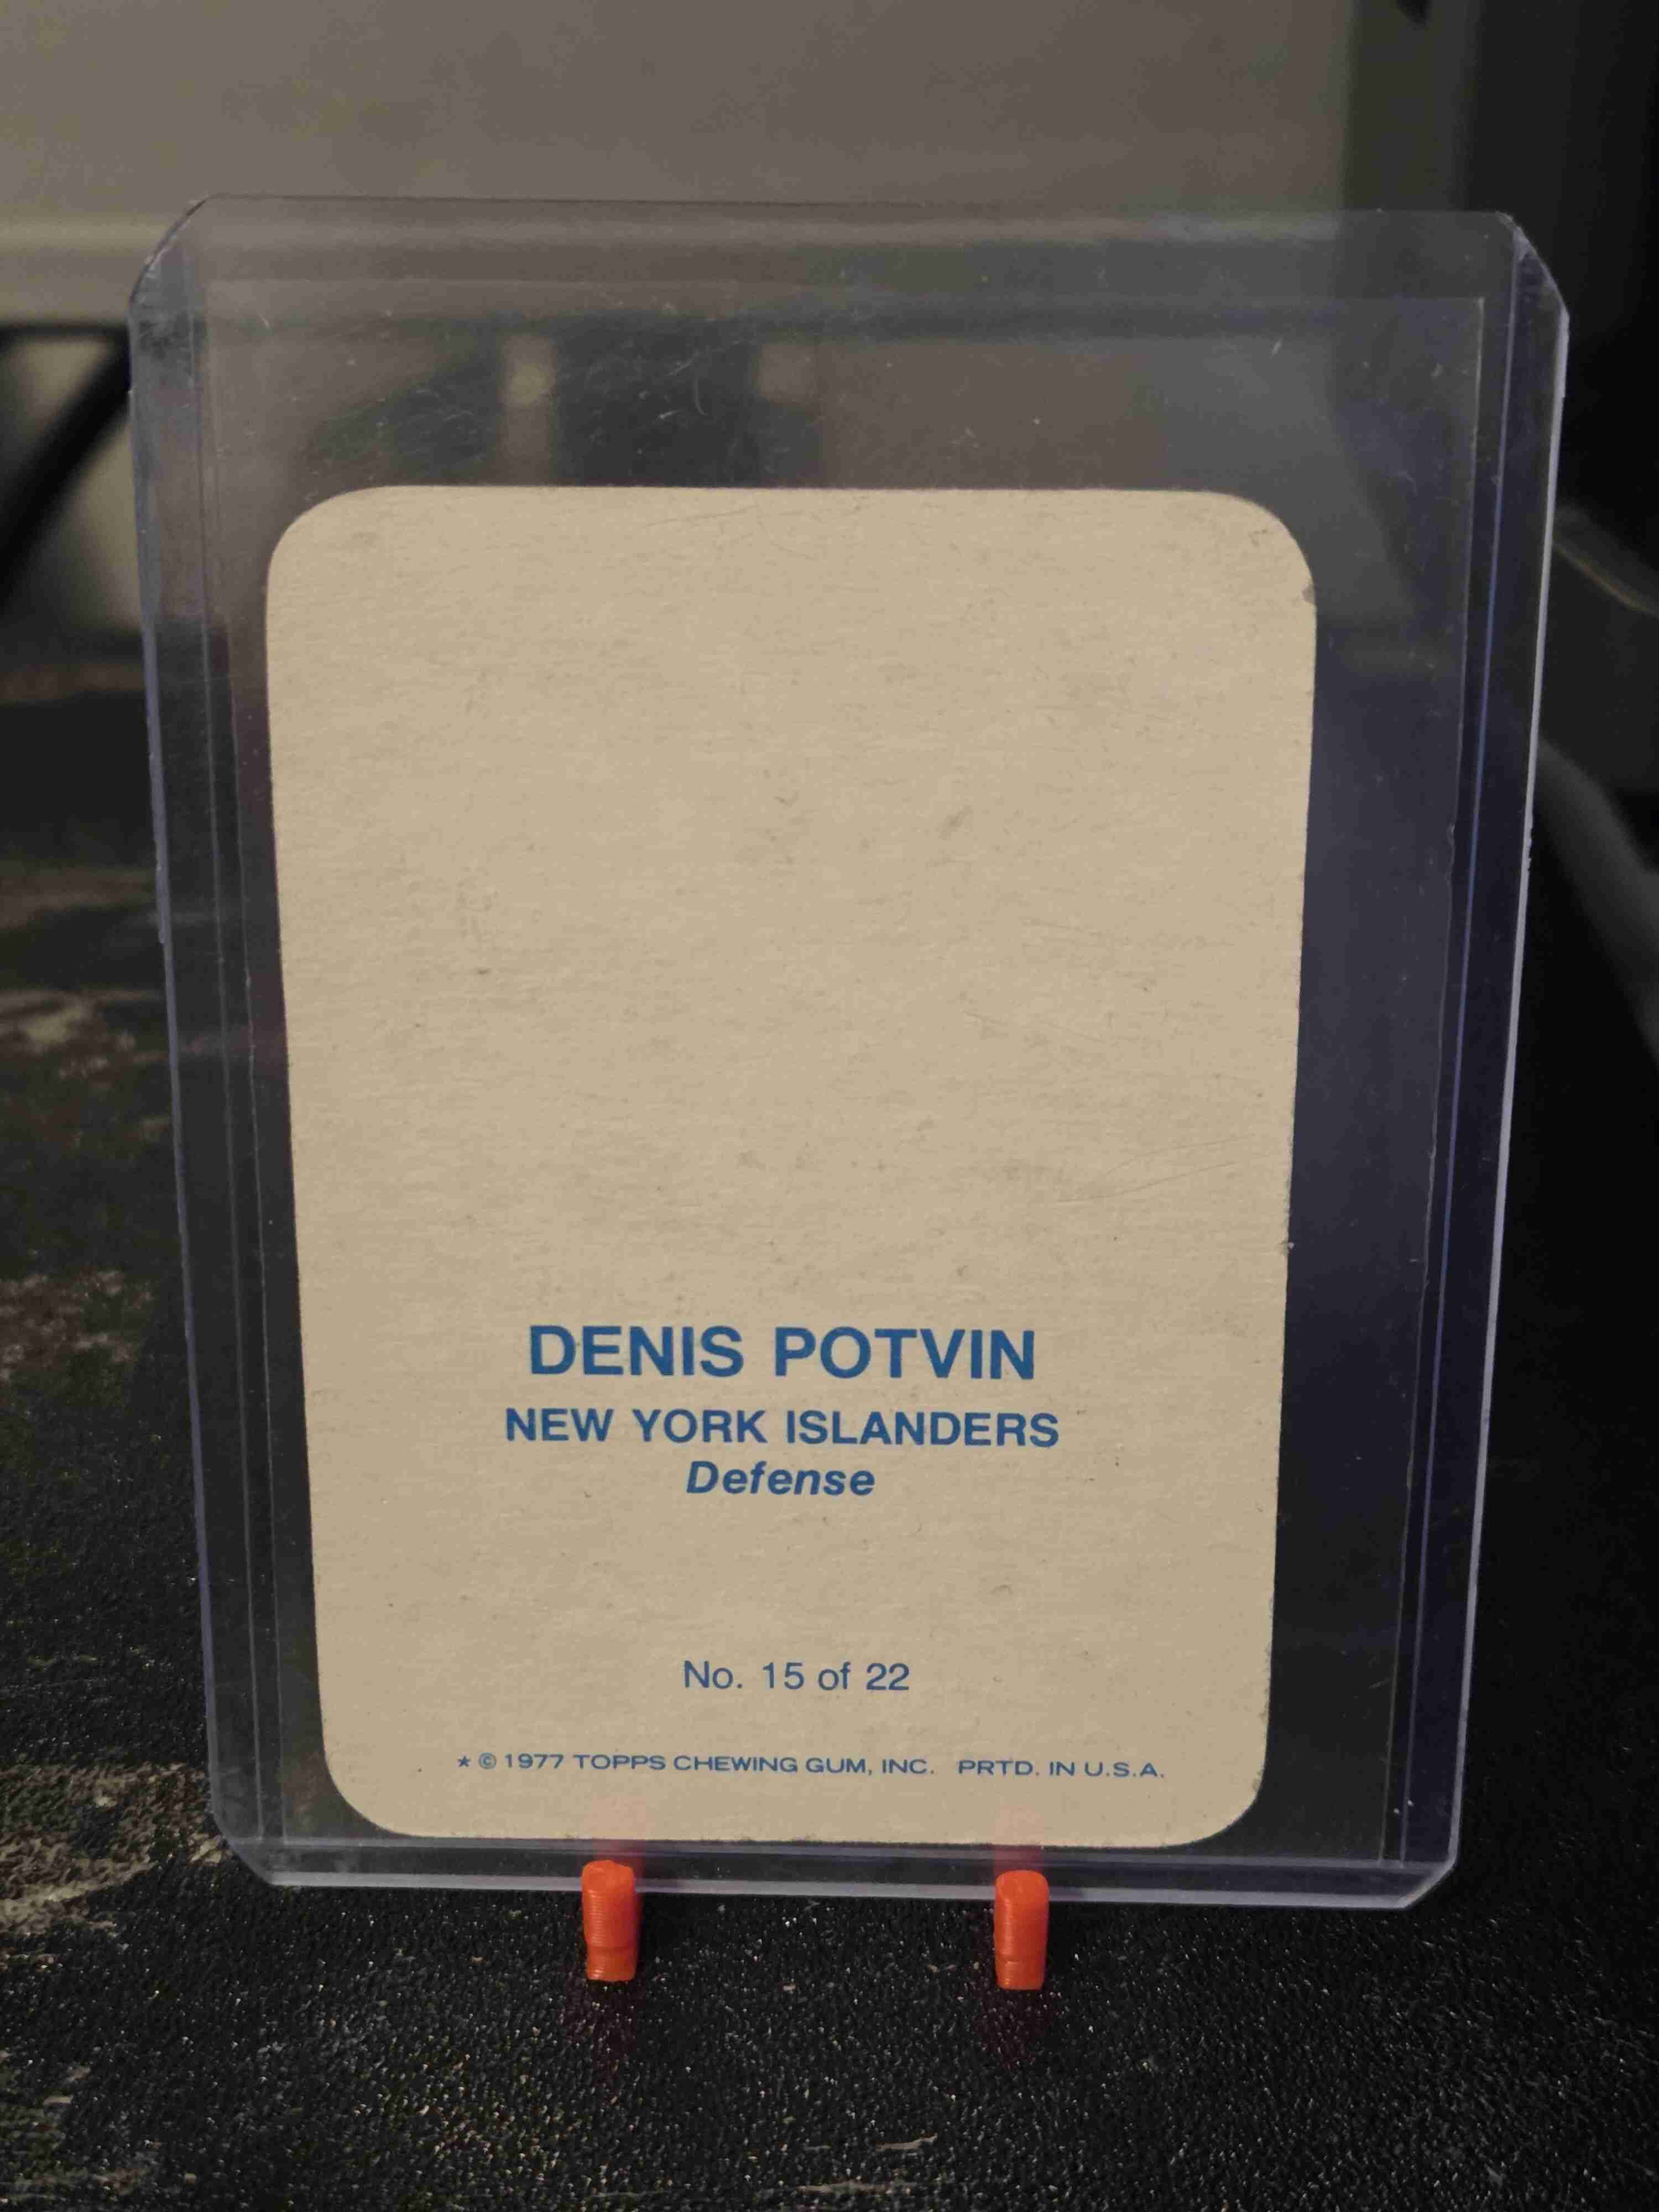 DENIS POTVIN
NEW YORK ISLANDERS
Defense
No. 15 of 22
* © 1977 TOPPS CHEWING GUM, INC. PRTD. IN U.S.A.